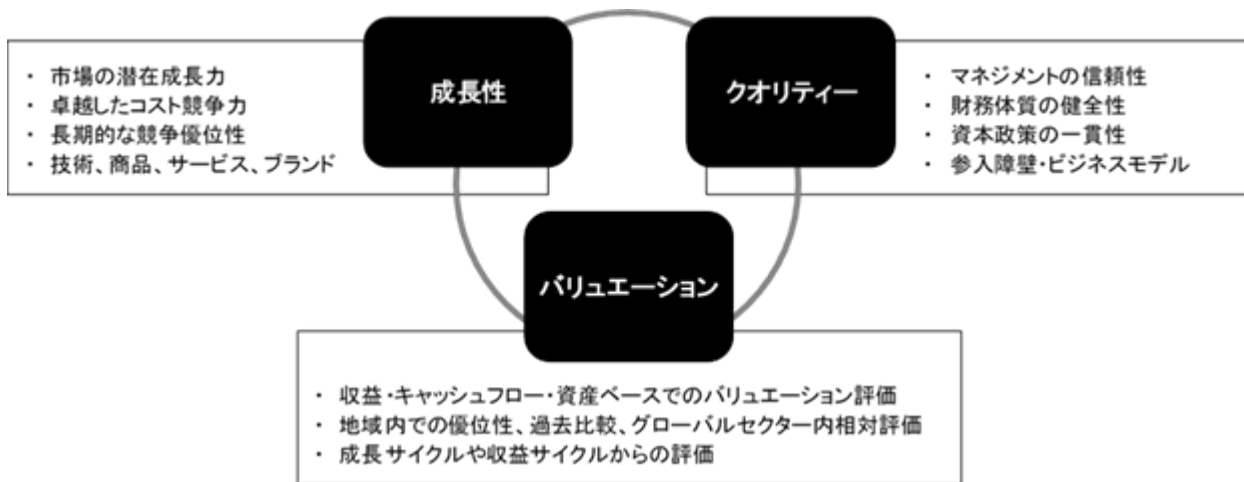 成長性
・ 市場の潜在成長力
・ 卓越したコスト競争力
・ 長期的な競争優位性
・ 技術、商品、サービス、ブランド
クオリティー
・ マネジメントの信頼性
・ 財務体質の健全性
・ 資本政策の一貫性
・ 参入障壁・ビジネスモデル
バリュエーション
・ 収益・キャッシュフロー・資産ベースでのバリュエーション評価
・ 地域内での優位性、過去比較、グローバルセクター内相対評価
・ 成長サイクルや収益サイクルからの評価